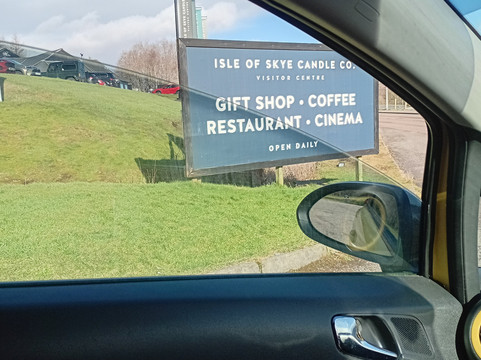 ISLE OF SKYE CANDLE CO.
VISITOR CENTRE
GIFT SHOP • COFFEE
RESTAURANT • CINEMA
OPEN DAILY